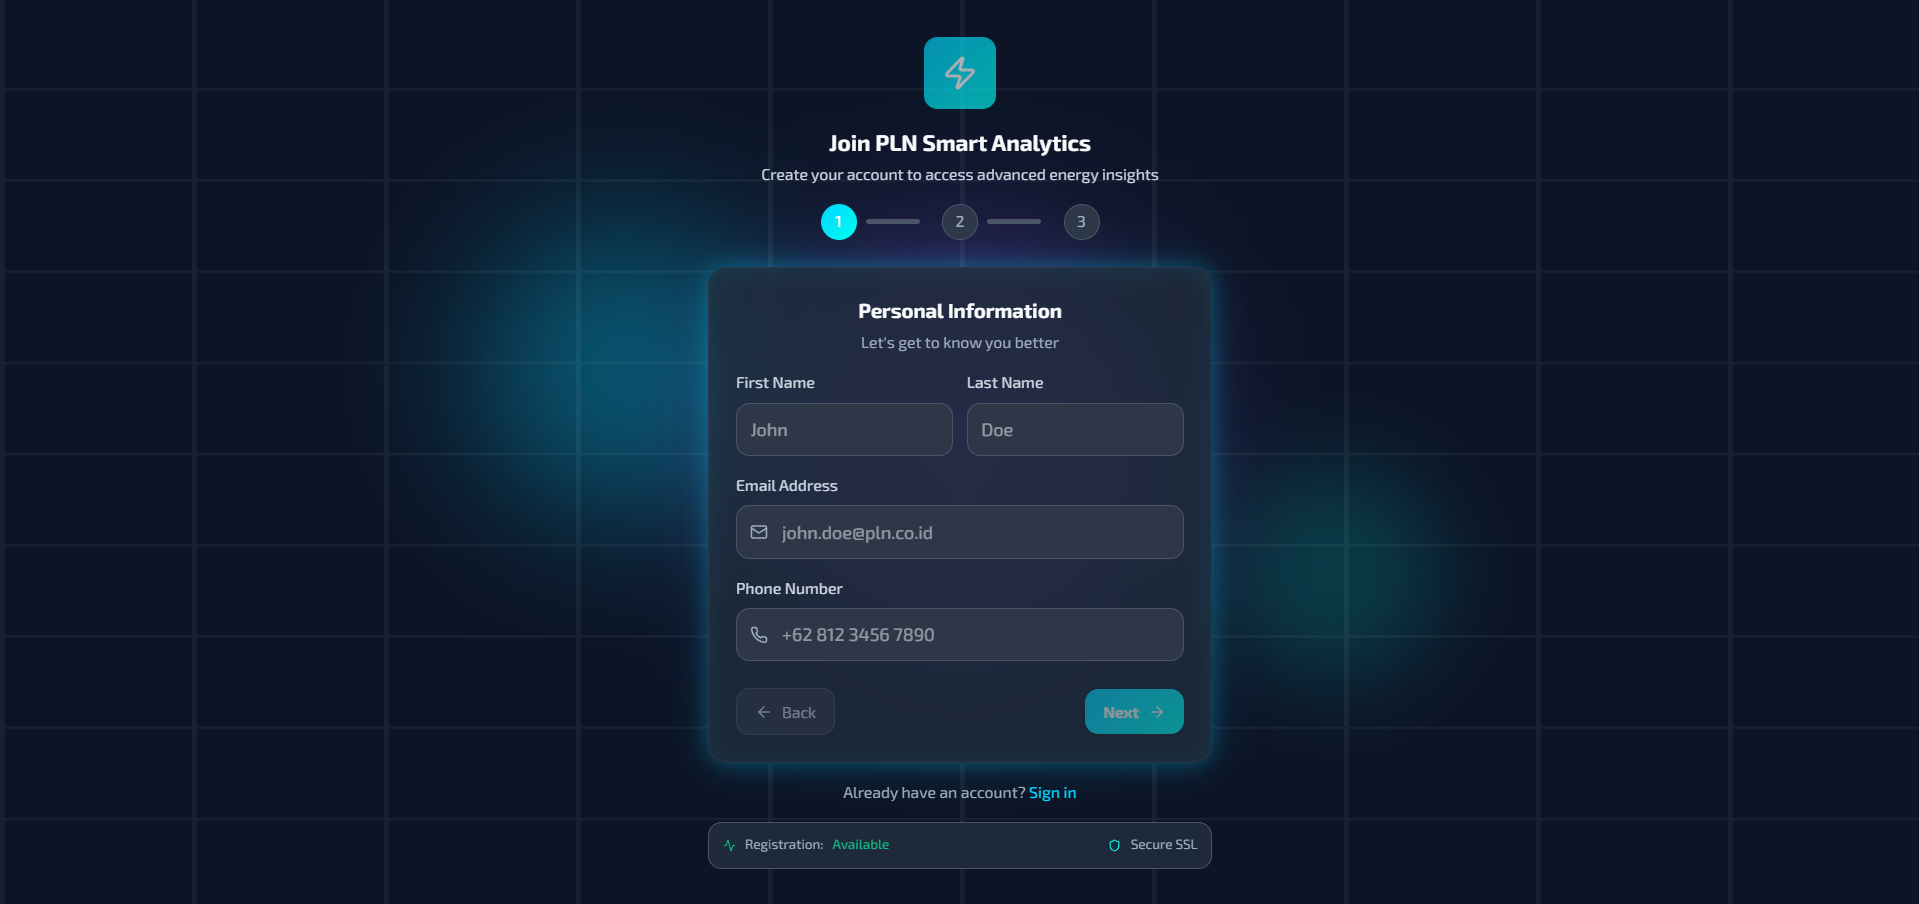 Join PLN Smart Analytics
Create your account to access advanced energy insights
1 2 3
Personal Information
Let's get to know you better
First Name Last Name
John Doe
Email Address
john.doe@pln.co.id
Phone Number
+62 812 3456 7890
Back Next
Already have an account? Sign in
Registration: Available Secure SSL